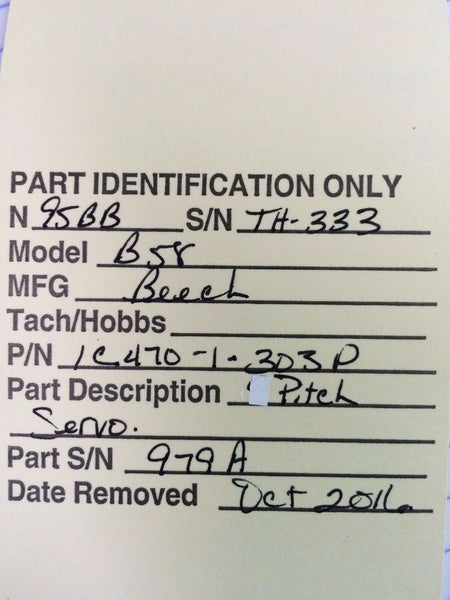 PART IDENTIFICATION ONLY
N 95BB S/N TH-333
Model B58
MFG Beech
Tach/Hobbs
P/N 1C470-1-303P
Part Description Pitch
Servo.
Part S/N 979A
Date Removed Oct 2016